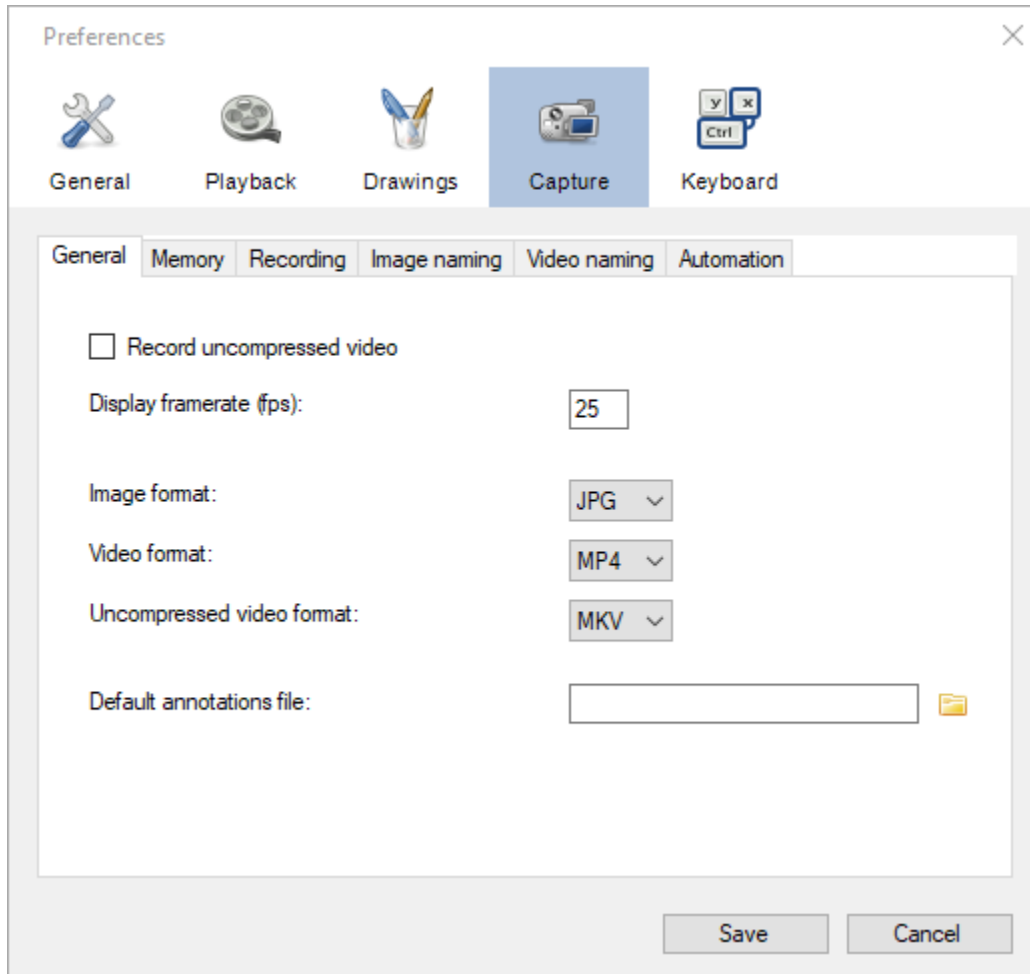 Preferences
y x
Ctrl
General Playback Drawings Capture Keyboard
General Memory Recording Image naming Video naming Automation
Record uncompressed video
Display framerate (fps): 25
Image format: JPG
Video format: MP4
Uncompressed video format: MKV
Default annotations file:
Save Cancel